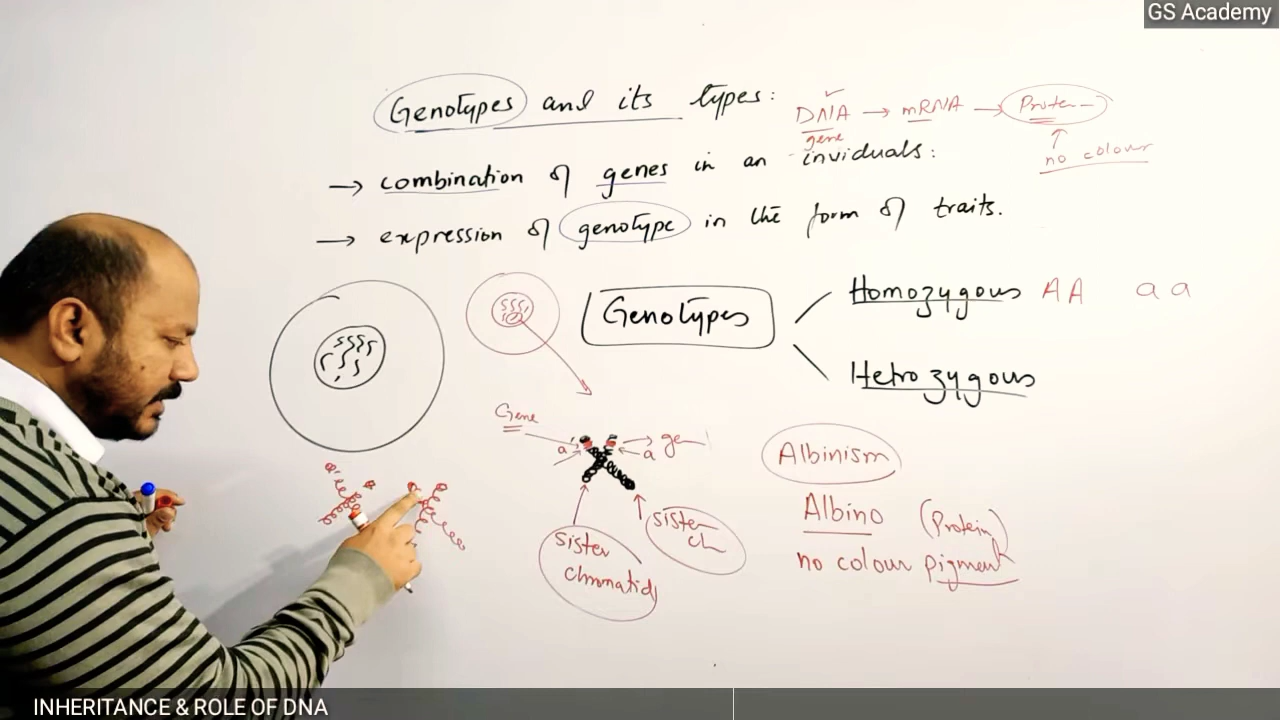 GS Academy
Genotypes and its types:
DNA → mRNA → Protein
gene
no colour
→ combination of genes in an inviduals:
→ expression of genotype in the form of traits.
Genotypes
Homozygous AA aa
Hetrozygous
Gene
a a
sister chromatid
sister ch
Albinism
Albino (Protein)
no colour pigment
INHERITANCE & ROLE OF DNA